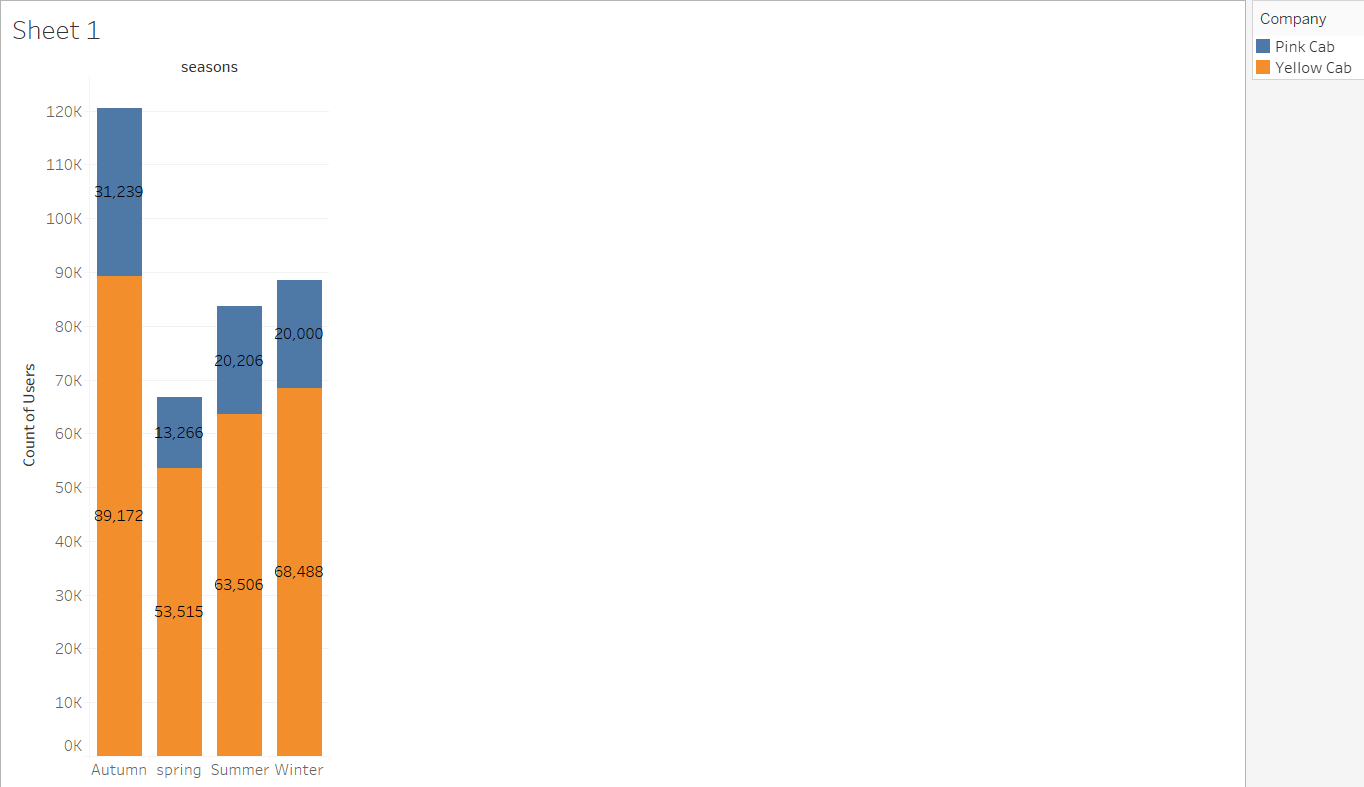 Sheet 1
Company
Pink Cab
Yellow Cab
seasons
Count of Users
120K
110K
100K
90K
80K
70K
60K
50K
40K
30K
20K
10K
0K
31,239
89,172
13,266
53,515
20,206
63,506
20,000
68,488
Autumn spring Summer Winter